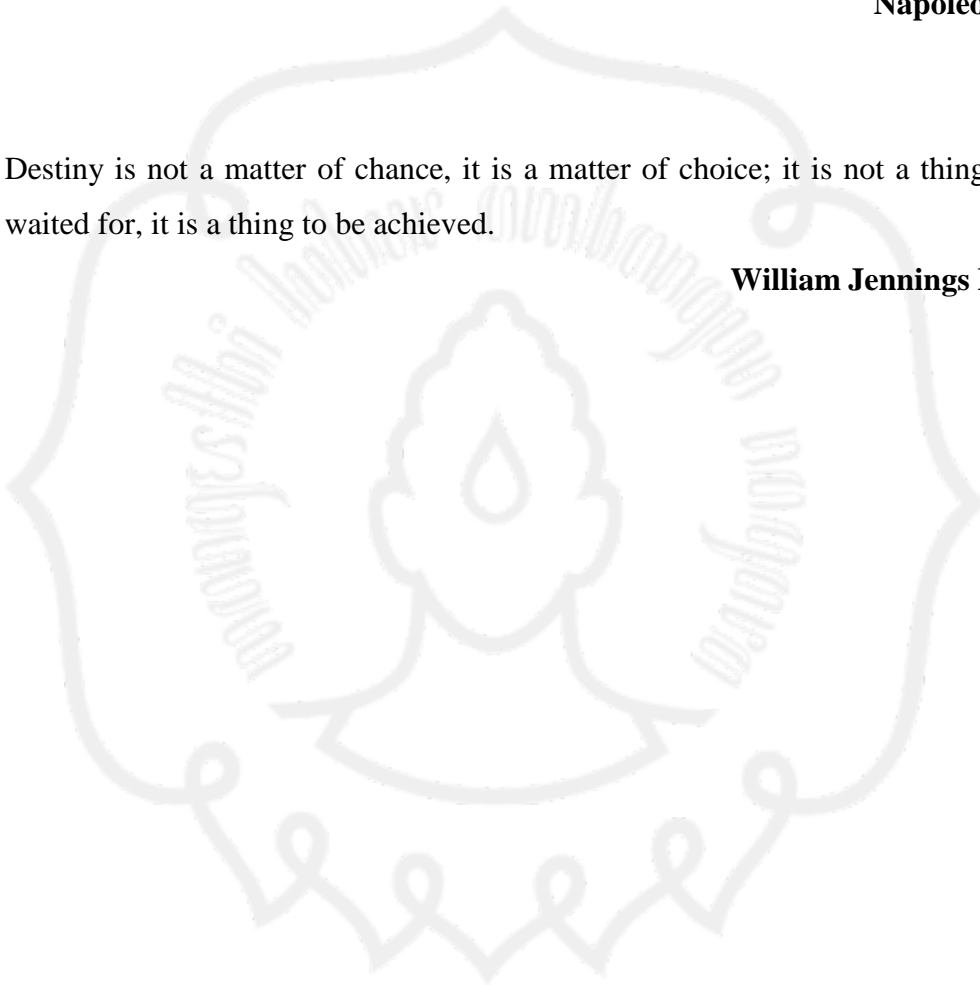 Napoleo
Destiny is not a matter of chance, it is a matter of choice; it is not a thing
waited for, it is a thing to be achieved.
William Jennings